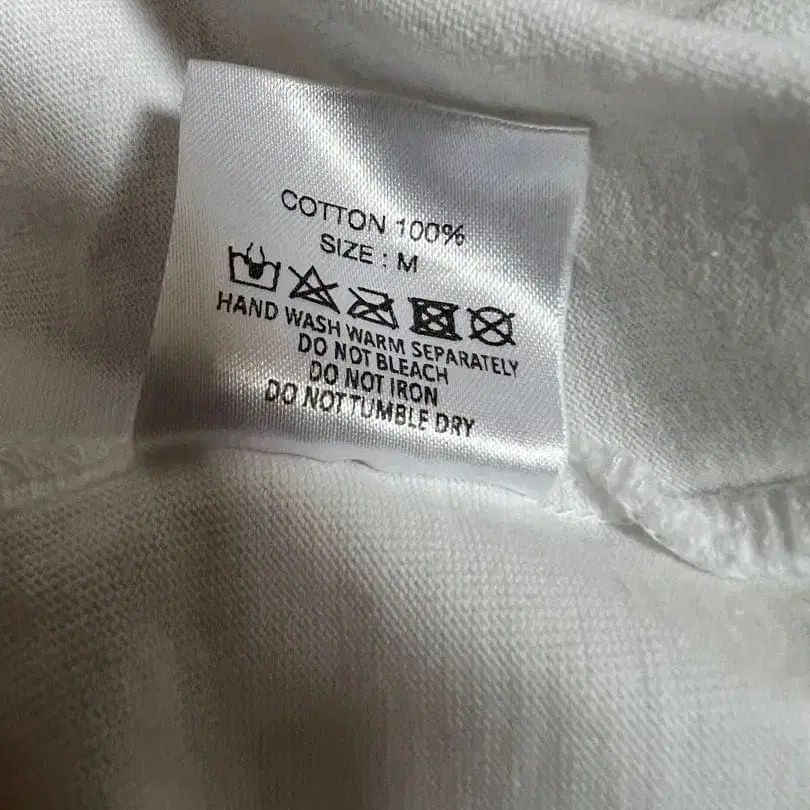 COTTON 100%
SIZE : M
HAND WASH WARM SEPARATELY
DO NOT BLEACH
DO NOT IRON
DO NOT TUMBLE DRY